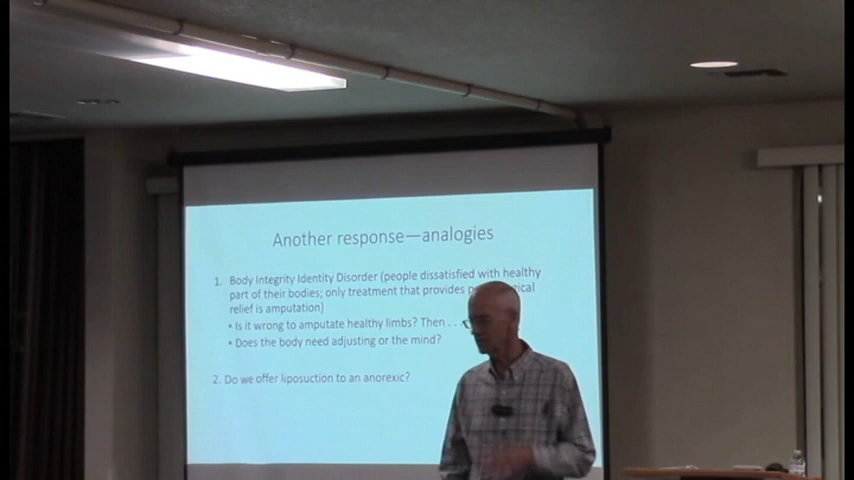 Another response—analogies
1. Body Integrity Identity Disorder (people dissatisfied with healthy
part of their bodies; only treatment that provides
relief is amputation)
• Is it wrong to amputate healthy limbs? Then . . .
• Does the body need adjusting or the mind?
2. Do we offer liposuction to an anorexic?